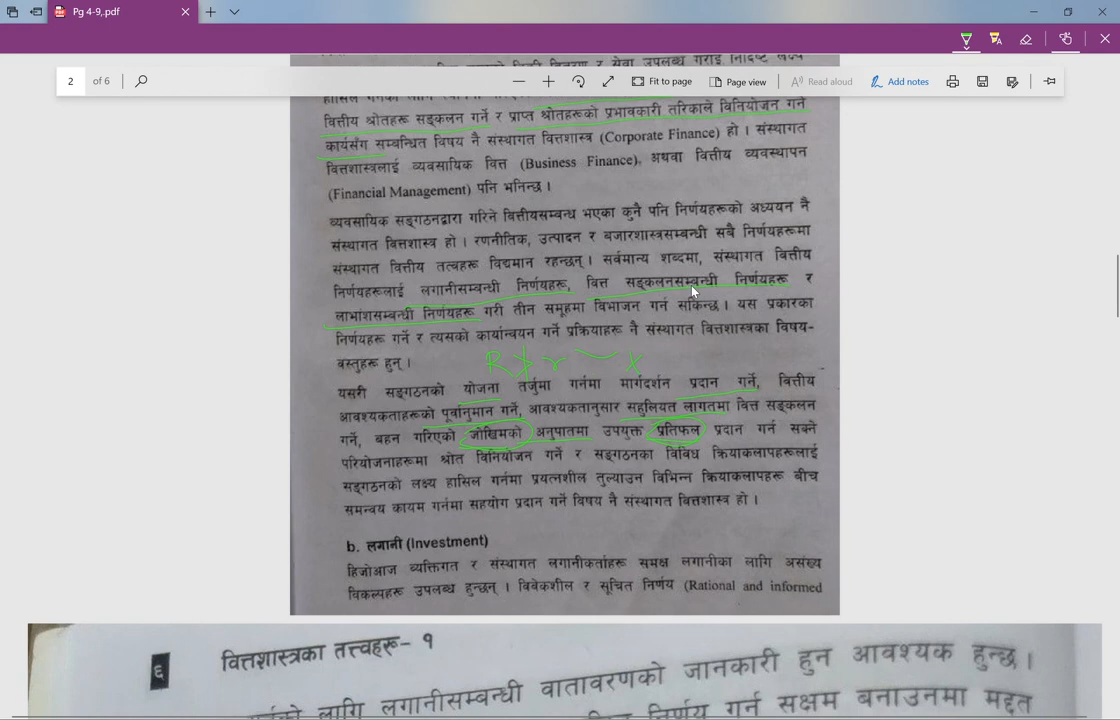 Pg 4-9,.pdf
2 of 6 Fit to page Page view Read aloud Add notes
वित्तीय श्रोतहरू सङ्कलन गर्ने र प्राप्त श्रोतहरूको प्रभावकारी तरिकाले विनियोजन गर्ने
कार्यसँग सम्बन्धित विषय नै संस्थागत वित्तशास्त्र (Corporate Finance) हो । संस्थागत
वित्तशास्त्रलाई व्यवसायिक वित्त (Business Finance), अथवा वित्तीय व्यवस्थापन
(Financial Management) पनि भनिन्छ ।
व्यवसायिक सङ्गठनद्वारा गरिने वित्तीयसम्बन्ध भएका कुनै पनि निर्णयहरूको अध्ययन नै
संस्थागत वित्तशास्त्र हो । रणनीतिक, उत्पादन र बजारशास्त्रसम्बन्धी सबै निर्णयहरूमा
संस्थागत वित्तीय तत्वहरू विद्यमान रहन्छन् । सर्वमान्य शब्दमा, संस्थागत वित्तीय
निर्णयहरूलाई लगानीसम्बन्धी निर्णयहरू, वित्त सङ्कलनसम्बन्धी निर्णयहरू र
लाभांशसम्बन्धी निर्णयहरू गरी तीन समूहमा विभाजन गर्न सकिन्छ । यस प्रकारका
निर्णयहरू गर्ने र त्यसको कार्यान्वयन गर्ने प्रक्रियाहरू नै संस्थागत वित्तशास्त्रका विषय-
बस्तुहरू हुन् ।
यसरी सङ्गठनको योजना तर्जुमा गर्नमा मार्गदर्शन प्रदान गर्ने, वित्तीय
आवश्यकताहरूको पूर्वानुमान गर्ने, आवश्यकतानुसार सहुलियत लागतमा वित्त सङ्कलन
गर्ने, बहन गरिएको जोखिमको अनुपातमा उपयुक्त प्रतिफल प्रदान गर्न सक्ने
परियोजनाहरूमा श्रोत विनियोजन गर्ने र सङ्गठनका विविध क्रियाकलापहरूलाई
सङ्गठनको लक्ष्य हासिल गर्नमा प्रयत्नशील तुल्याउन विभिन्न क्रियाकलापहरू बीच
समन्वय कायम गर्नमा सहयोग प्रदान गर्ने विषय नै संस्थागत वित्तशास्त्र हो ।
b. लगानी (Investment)
हिजोआज व्यक्तिगत र संस्थागत लगानीकर्ताहरू समक्ष लगानीका लागि असंख्य
विकल्पहरू उपलब्ध हुन्छन् । विवेकशील र सूचित निर्णय (Rational and informed
६ वित्तशास्त्रका तत्त्वहरू- १
लागि लगानीसम्बन्धी वातावरणको जानकारी हुन आवश्यक हुन्छ ।
निर्णय गर्न सक्षम बनाउनमा मद्दत